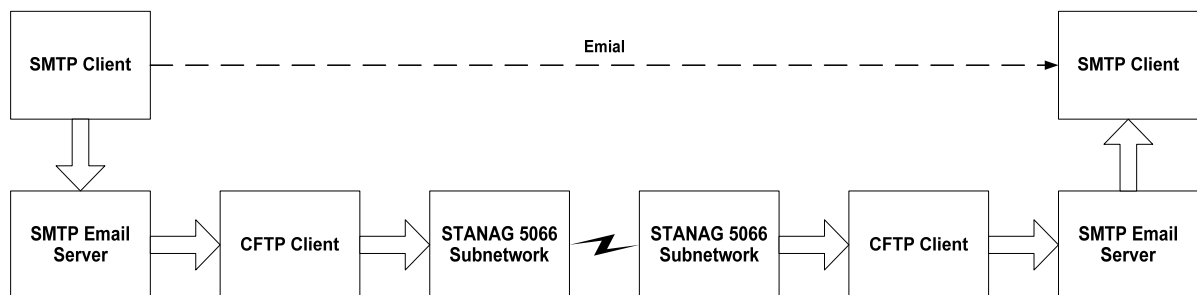 Emial
SMTP Client
SMTP Client
SMTP Email
Server
CFTP Client
STANAG 5066
Subnetwork
STANAG 5066
Subnetwork
CFTP Client
SMTP Email
Server